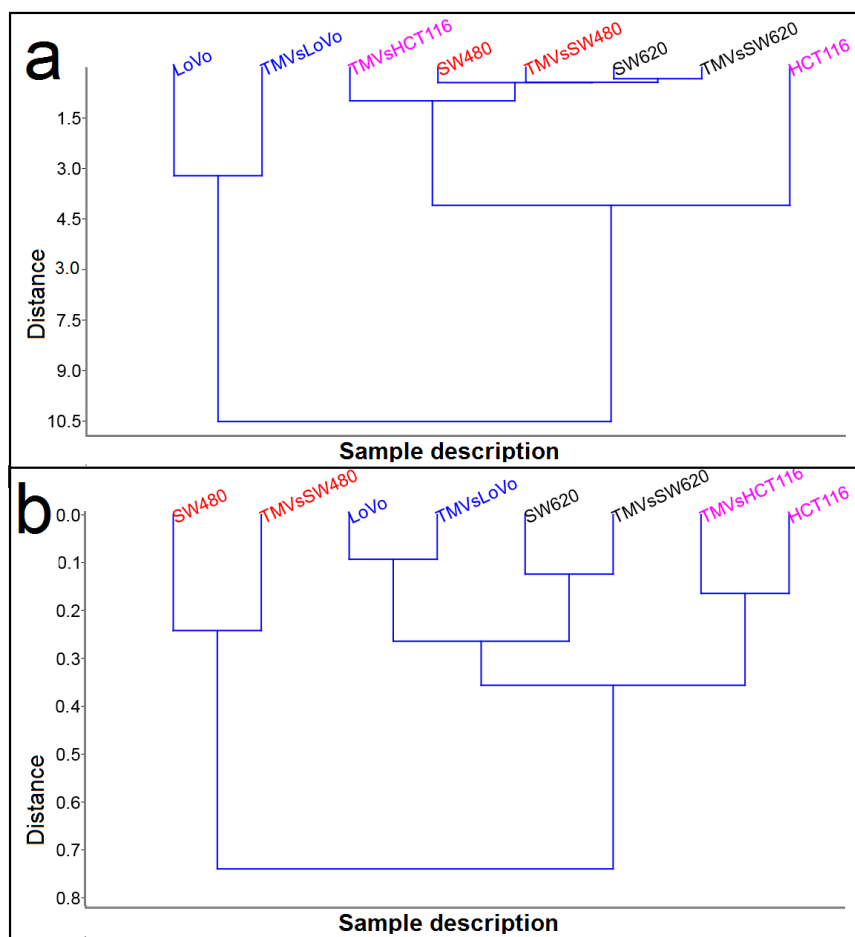 a
LoVo TMVsLoVo TMVsHCT116 SW480 TMVsSW480 SW620 TMVsSW620 HCT116
1.5
3.0
4.5
3.0
7.5
9.0
10.5
Distance
Sample description
b
SW480 TMVsSW480 LoVo TMVsLoVo SW620 TMVsSW620 TMVsHCT116 HCT116
0.0
0.1
0.2
0.3
0.4
0.5
0.6
0.7
0.8
Distance
Sample description